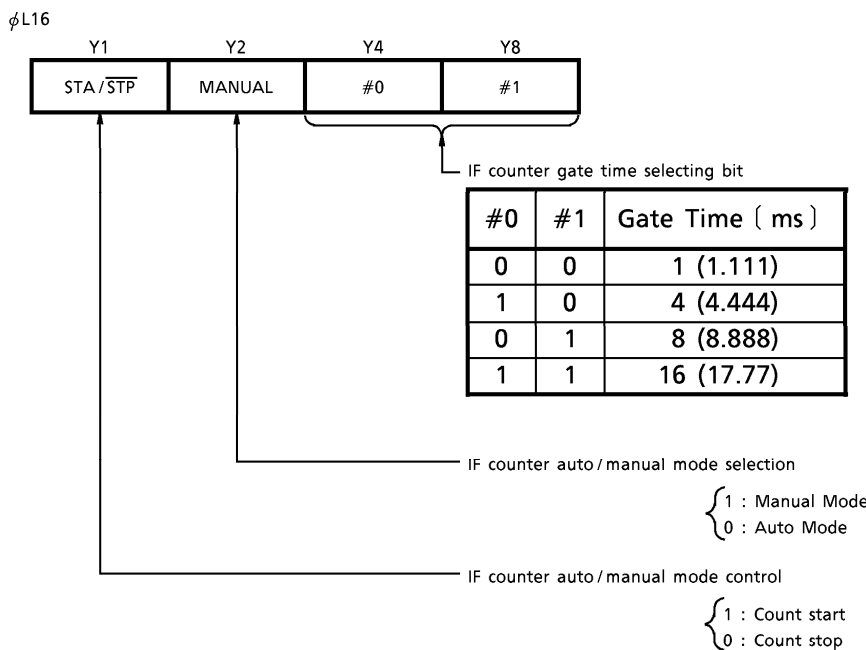 φL16
Y1 Y2 Y4 Y8
STA/S̅T̅P̅ MANUAL #0 #1
IF counter gate time selecting bit
#0 #1 Gate Time〔ms〕
0 0 1 (1.111)
1 0 4 (4.444)
0 1 8 (8.888)
1 1 16 (17.77)
IF counter auto/manual mode selection
1 : Manual Mode
0 : Auto Mode
IF counter auto/manual mode control
1 : Count start
0 : Count stop